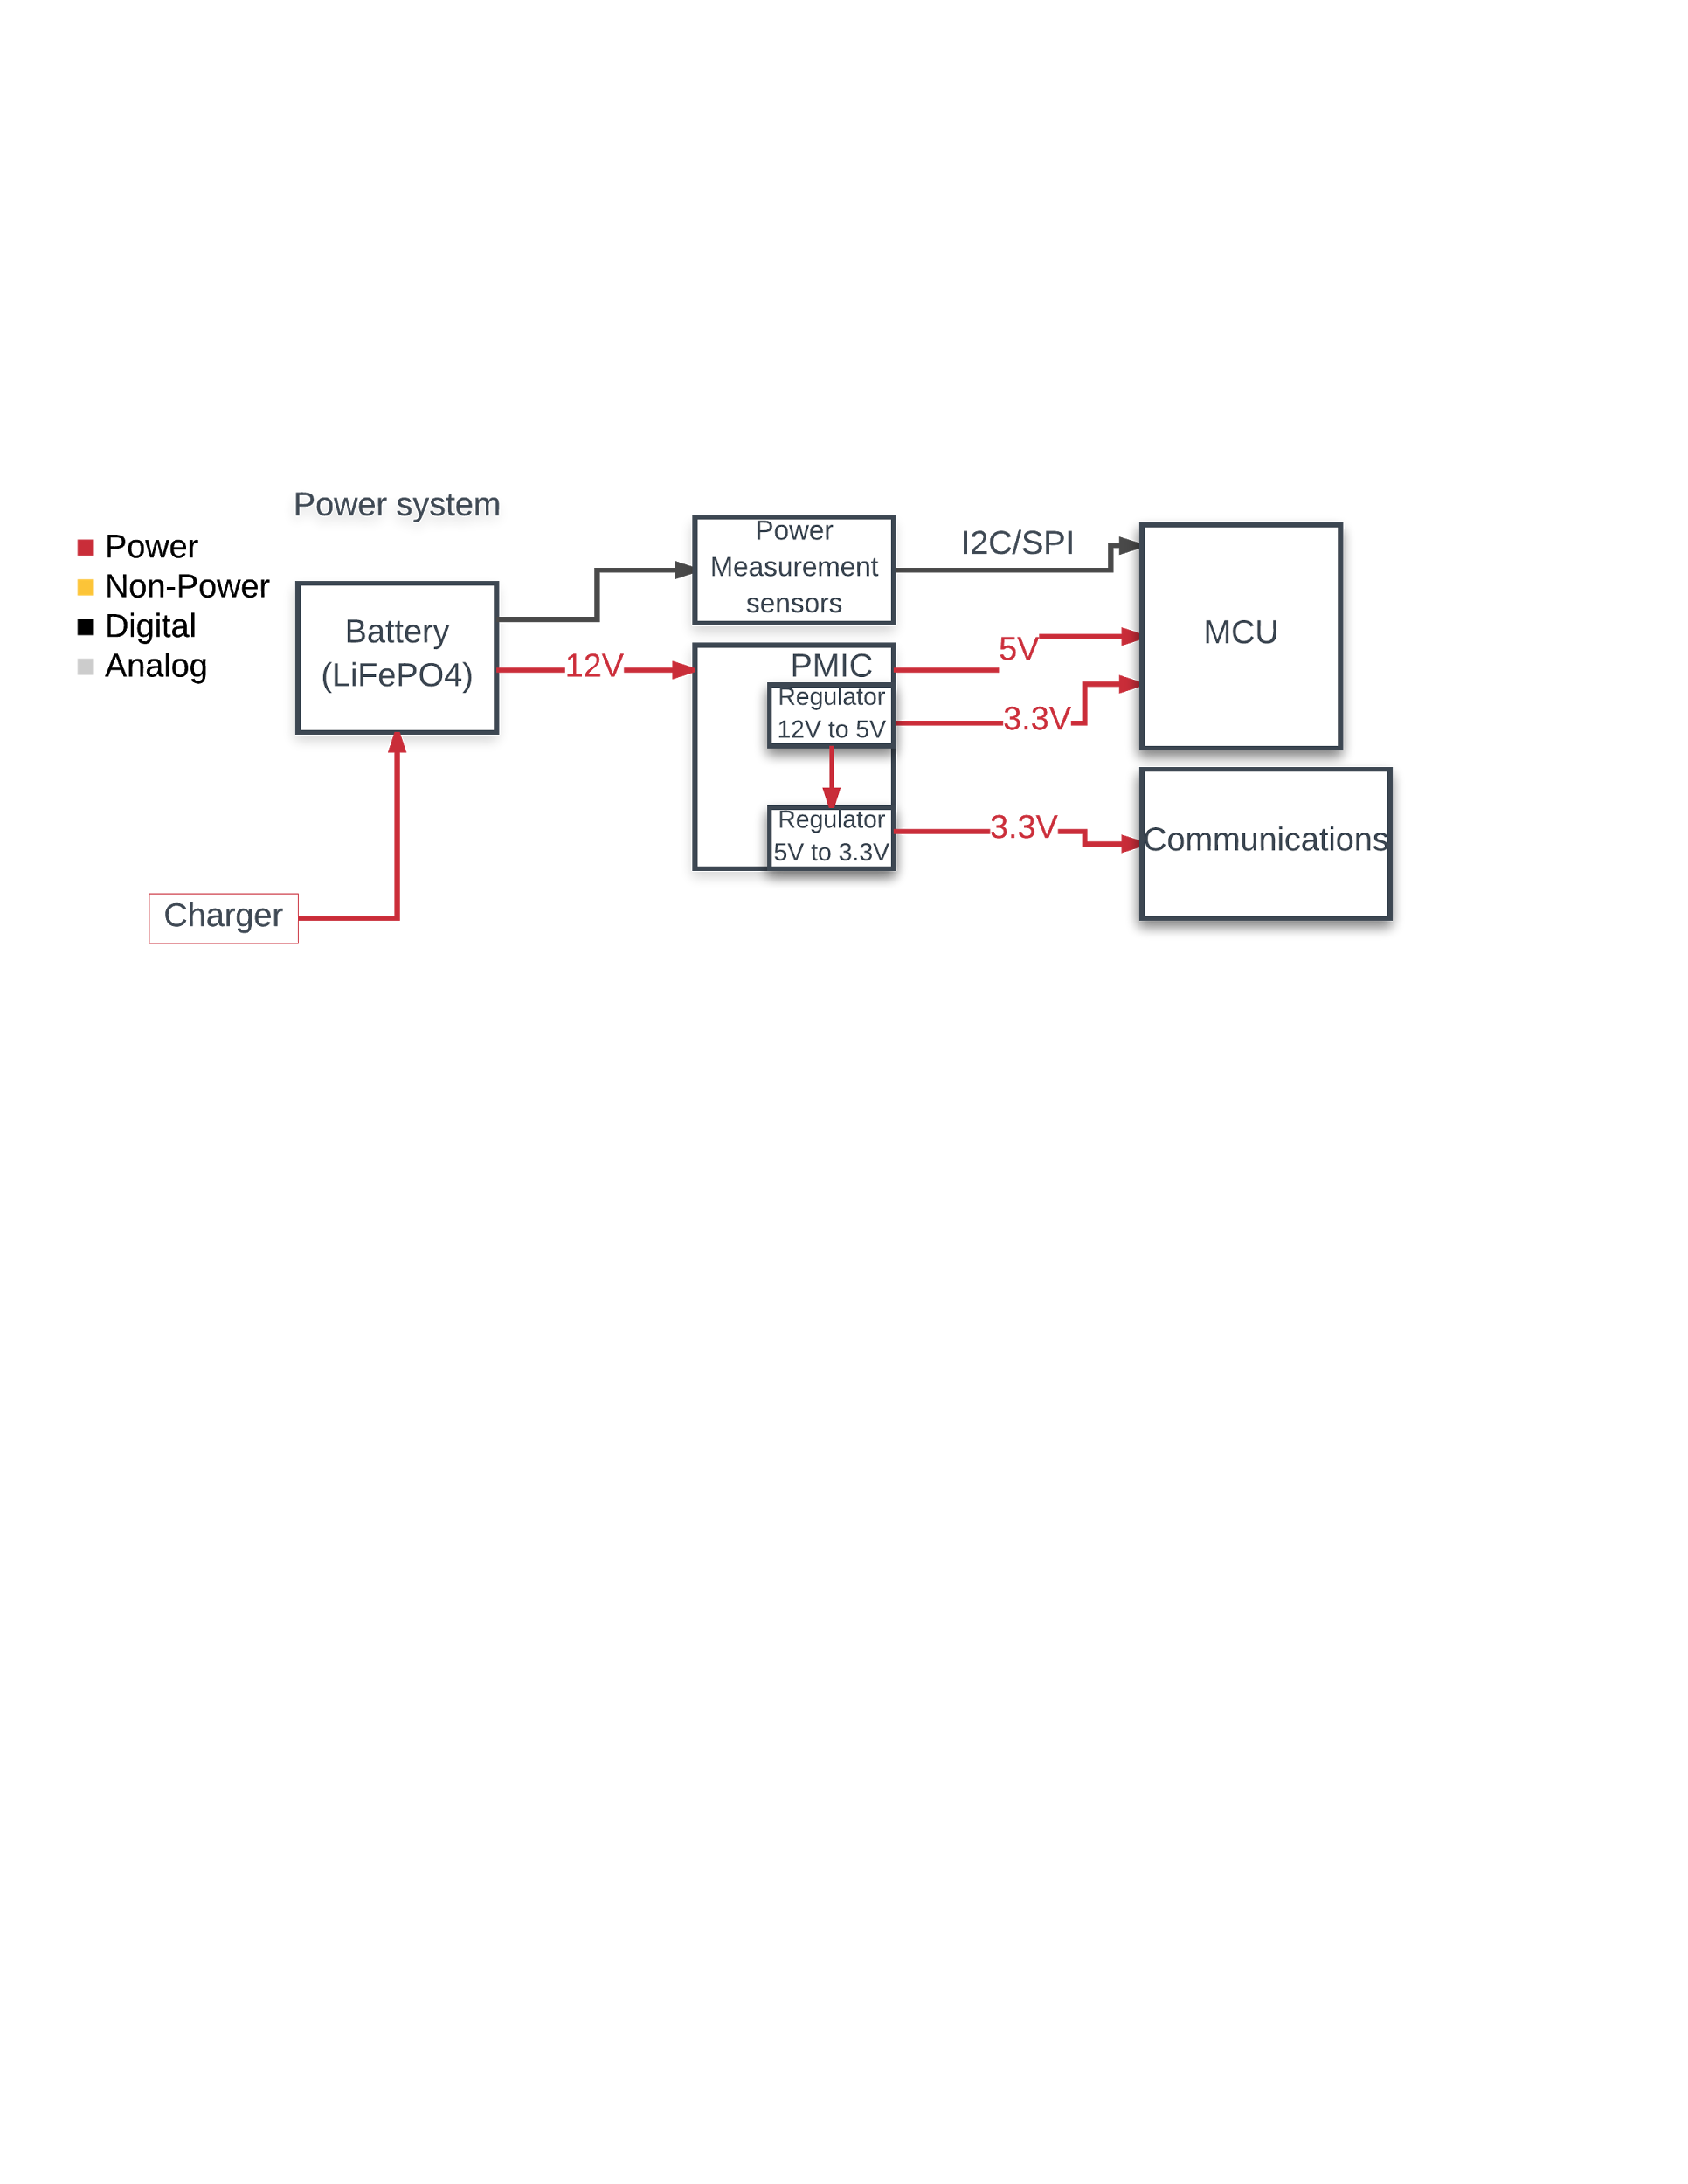 Power system
Power
Non-Power
Digital
Analog
Battery
(LiFePO4)
Charger
12V
Power
Measurement
sensors
PMIC
Regulator
12V to 5V
Regulator
5V to 3.3V
I2C/SPI
5V
3.3V
3.3V
MCU
Communications